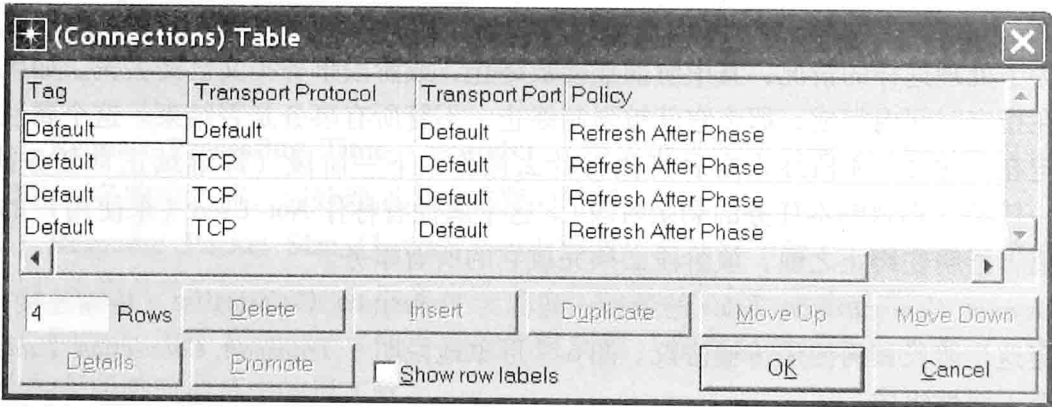 (Connections) Table
Tag Transport Protocol Transport Port Policy
Default Default Default Refresh After Phase
Default TCP Default Refresh After Phase
Default TCP Default Refresh After Phase
Default TCP Default Refresh After Phase
4 Rows Delete Insert Duplicate Move Up Move Down
Details Promote Show row labels OK Cancel